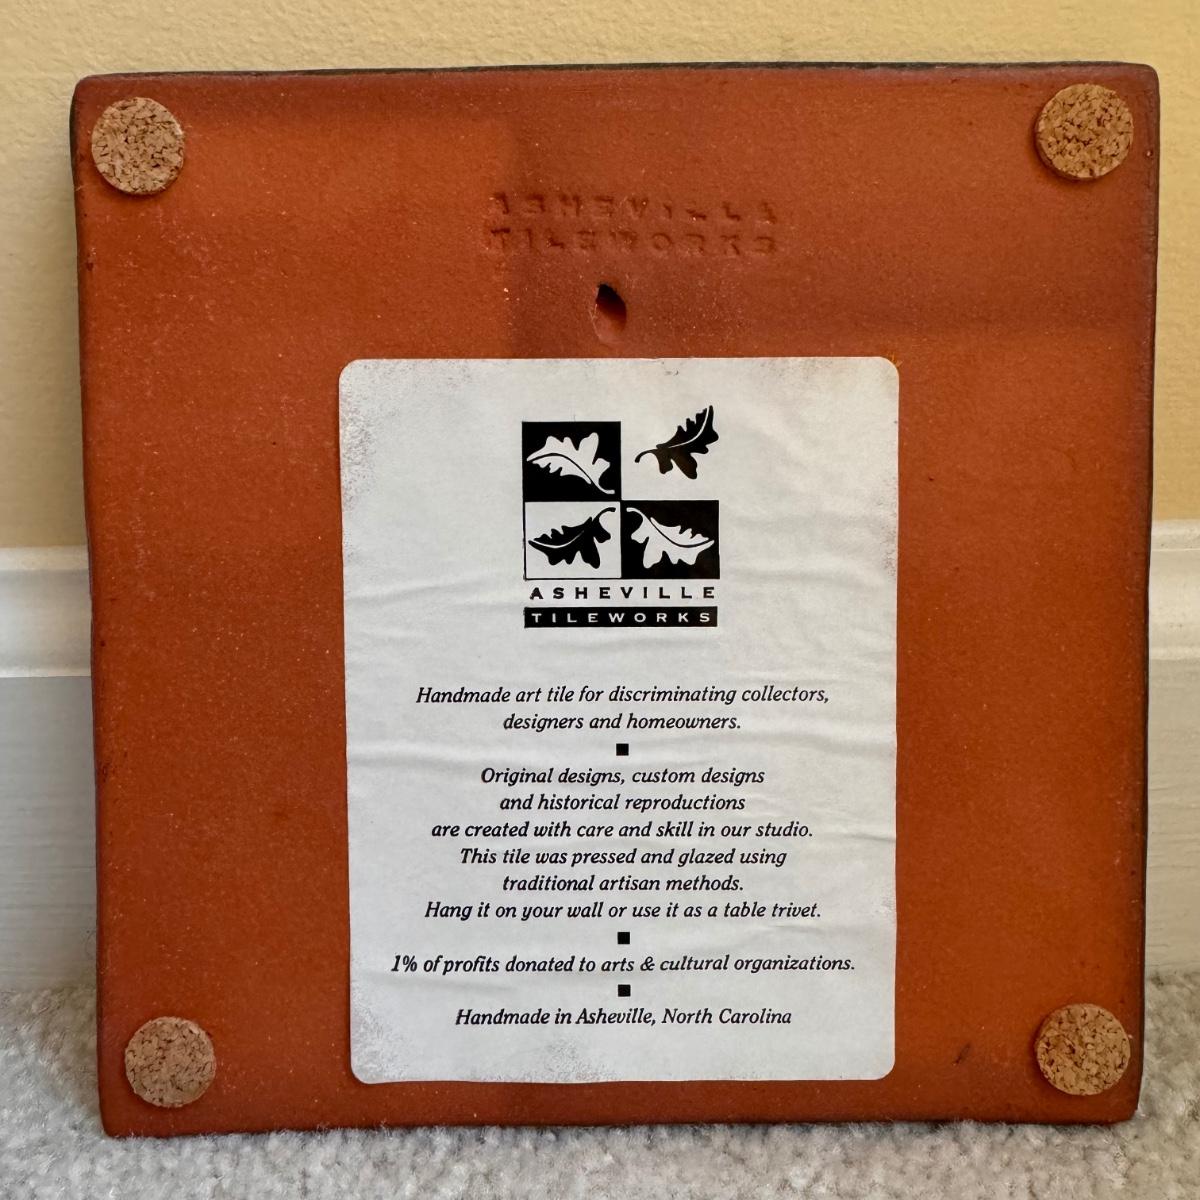 ASHEVILLE
TILEWORKS
ASHEVILLE
TILEWORKS
Handmade art tile for discriminating collectors,
designers and homeowners.
Original designs, custom designs
and historical reproductions
are created with care and skill in our studio.
This tile was pressed and glazed using
traditional artisan methods.
Hang it on your wall or use it as a table trivet.
1% of profits donated to arts & cultural organizations.
Handmade in Asheville, North Carolina